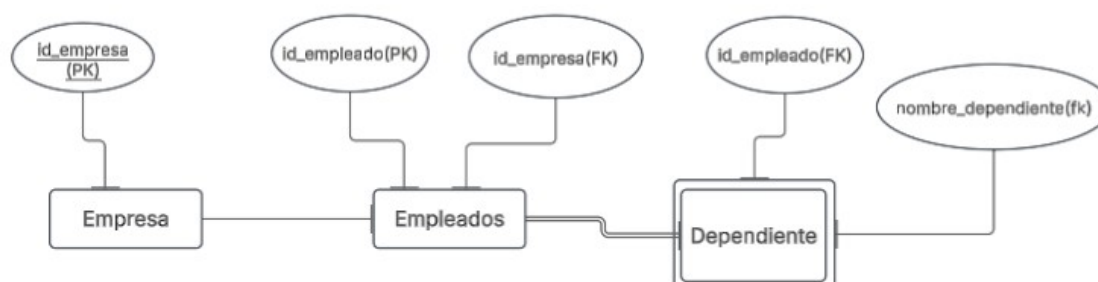 id_empresa
(PK)
id_empleado(PK)
id_empresa(FK)
id_empleado(FK)
nombre_dependiente(fk)
Empresa
Empleados
Dependiente